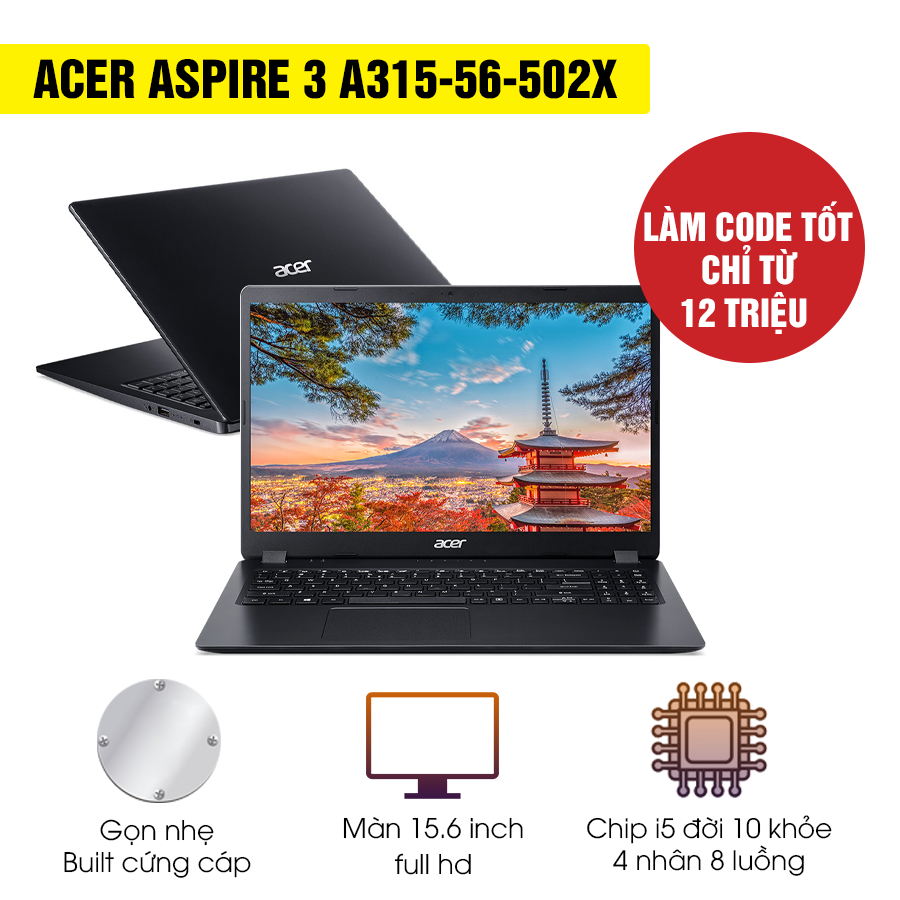 ACER ASPIRE 3 A315-56-502X
LÀM CODE TỐT
CHỈ TỪ
12 TRIỆU
acer
acer
Gọn nhẹ
Built cứng cáp
Màn 15.6 inch
full hd
Chip i5 đời 10 khỏe
4 nhân 8 luồng